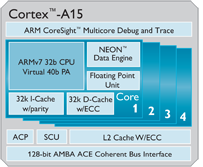 Cortex™-A15
ARM CoreSight™ Multicore Debug and Trace
ARMv7 32b CPU
Virtual 40b PA
NEON™
Data Engine
Floating Point
Unit
32k I-Cache
w/parity
32k D-Cache
w/ECC
Core
1 2 3 4
ACP
SCU
L2 Cache W/ECC
128-bit AMBA ACE Coherent Bus Interface